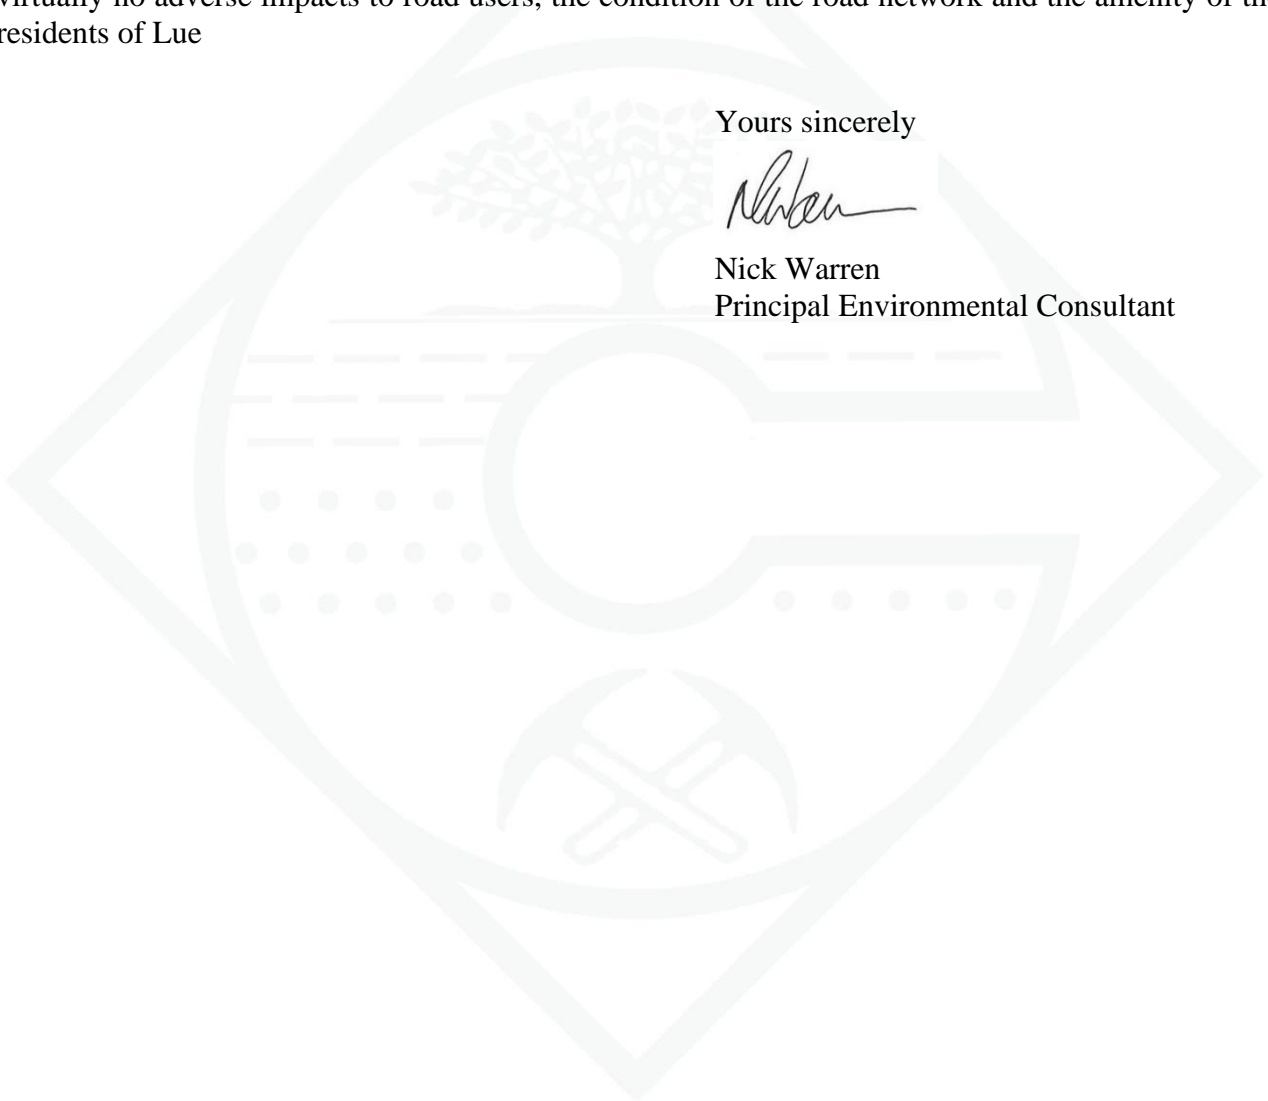 virtually no adverse impacts to road users, the condition of the road network and the amenity of the
residents of Lue
Yours sincerely
Nick Warren
Principal Environmental Consultant